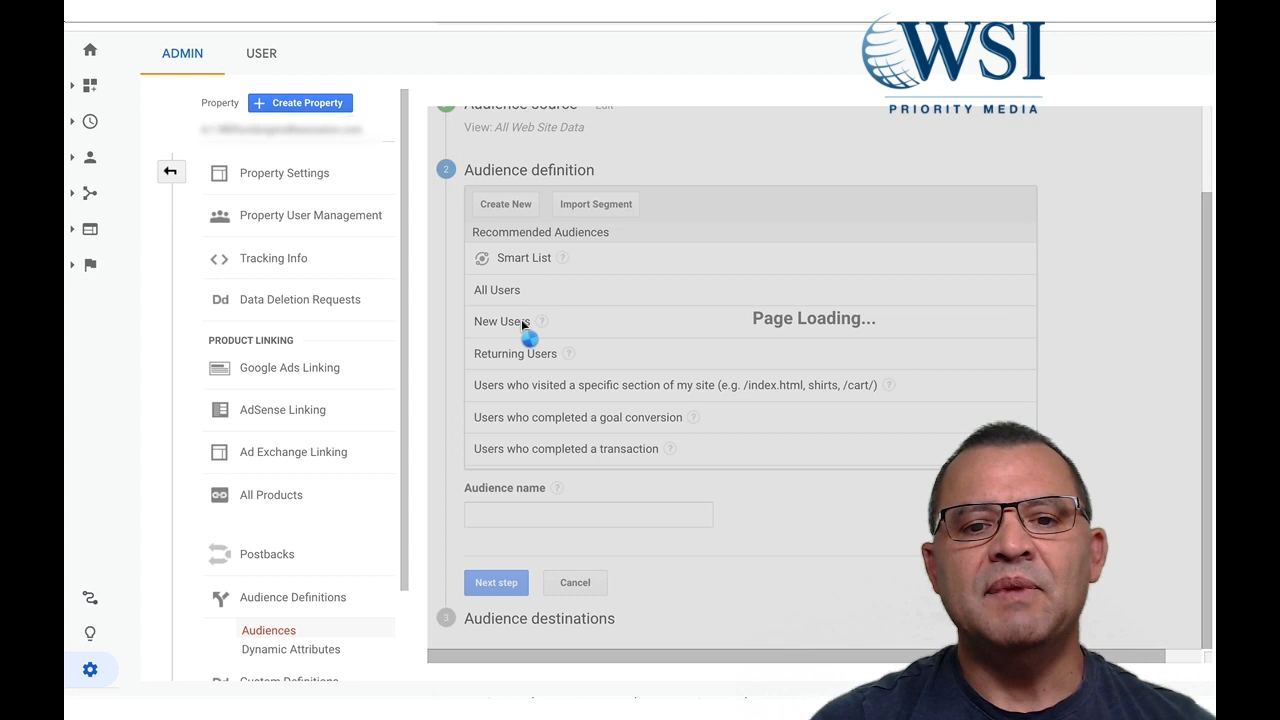 WSI
PRIORITY MEDIA
ADMIN
USER
Property
Create Property
Property Settings
Property User Management
Tracking Info
Dd
Data Deletion Requests
PRODUCT LINKING
Google Ads Linking
AdSense Linking
Ad Exchange Linking
All Products
Postbacks
Audience Definitions
Audiences
Dynamic Attributes
Dd
Custom Definitions
Audience source
Edit
View: All Web Site Data
2
Audience definition
Create New
Import Segment
Recommended Audiences
Smart List ?
All Users
New Users ?
Page Loading...
Returning Users ?
Users who visited a specific section of my site (e.g. /index.html, shirts, /cart/) ?
Users who completed a goal conversion ?
Users who completed a transaction ?
Audience name ?
Next step
Cancel
3
Audience destinations